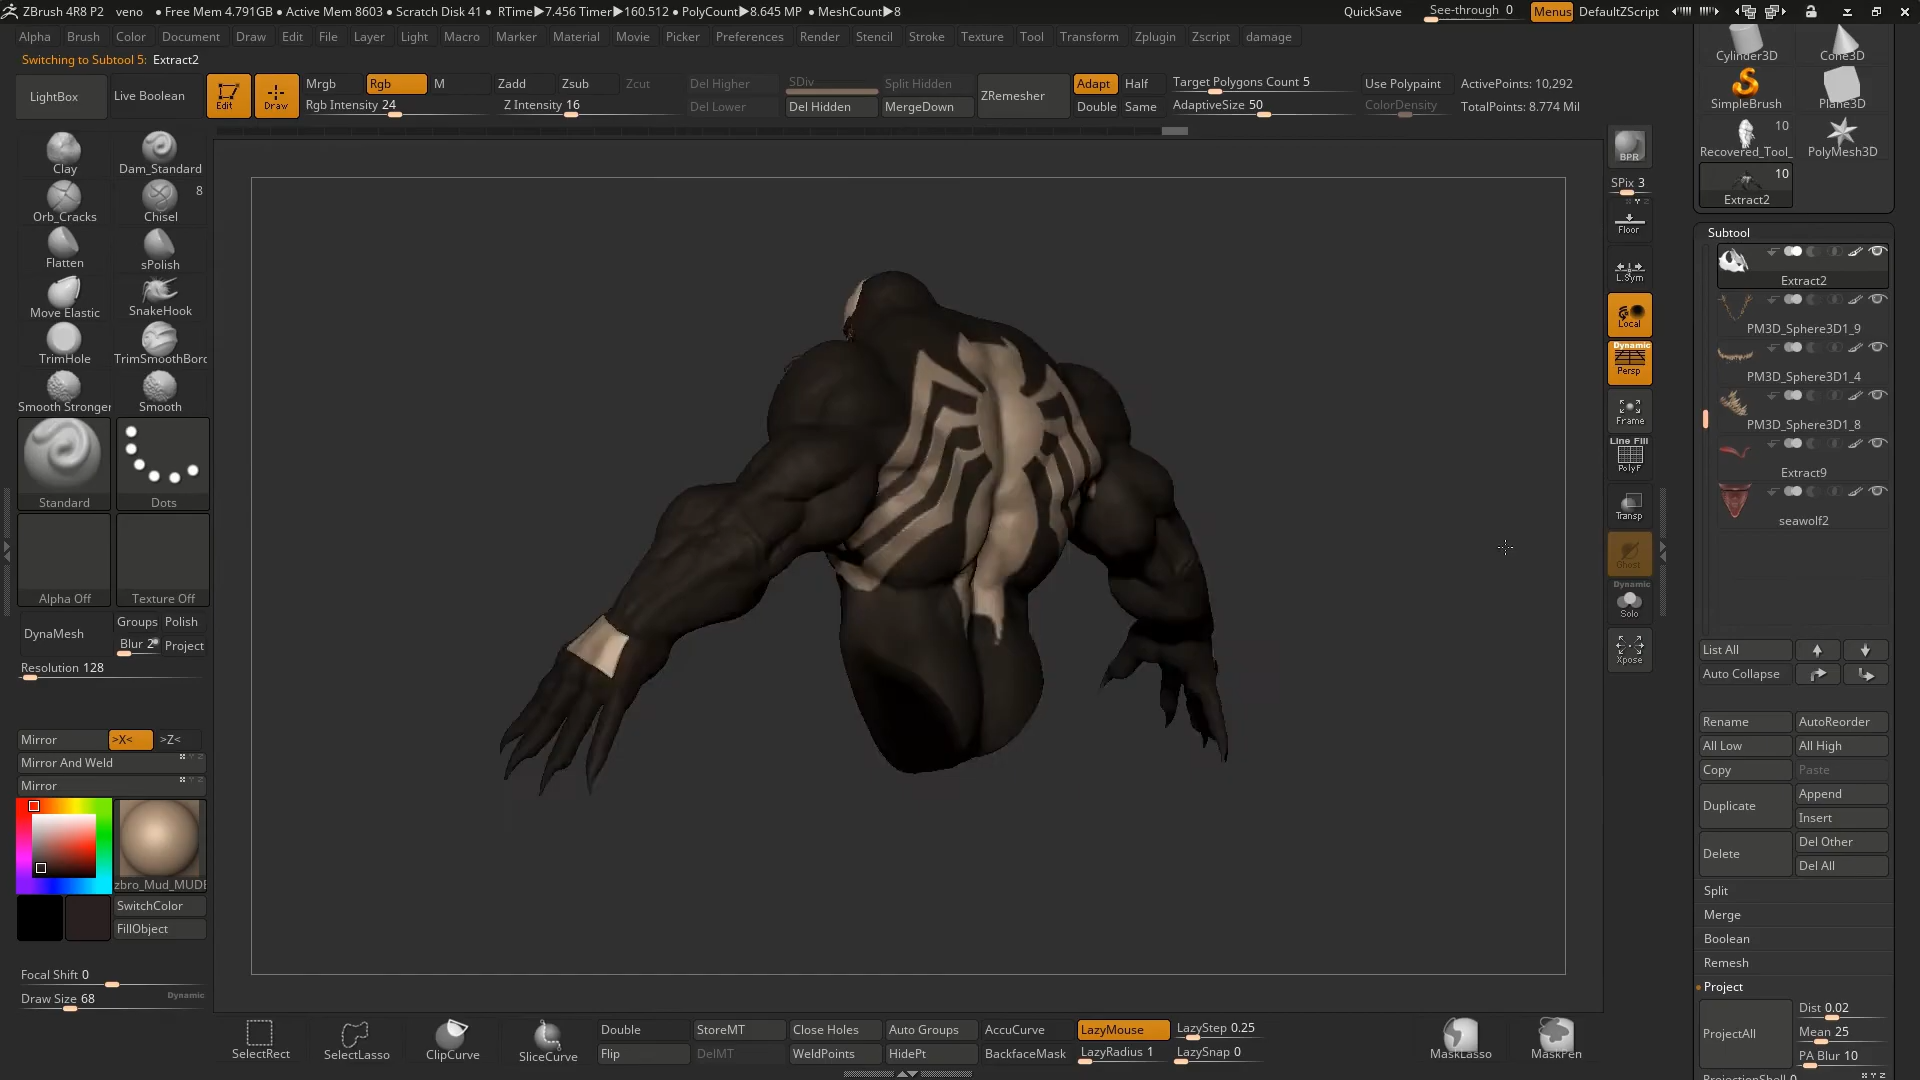 ZBrush 4R8 P2 veno • Free Mem 4.791GB • Active Mem 8603 • Scratch Disk 41 • RTime▶7.456 Timer▶160.512 • PolyCount▶8.645 MP • MeshCount▶8 QuickSave See-through 0 Menus DefaultZScript
Alpha Brush Color Document Draw Edit File Layer Light Macro Marker Material Movie Picker Preferences Render Stencil Stroke Texture Tool Transform Zplugin Zscript damage
Switching to Subtool 5: Extract2
LightBox Live Boolean Edit Draw
Mrgb Rgb M Zadd Zsub Zcut
Rgb Intensity 24 Z Intensity 16
Del Higher SDiv Split Hidden
Del Lower Del Hidden MergeDown
ZRemesher
Adapt Half Target Polygons Count 5 Use Polypaint ActivePoints: 10,292
Double Same AdaptiveSize 50 ColorDensity TotalPoints: 8.774 Mil
Clay Dam_Standard
8
Orb_Cracks Chisel
Flatten sPolish
Move Elastic SnakeHook
TrimHole TrimSmoothBord
Smooth Stronger Smooth
Standard Dots
Alpha Off Texture Off
DynaMesh Groups Polish
Blur 2 Project
Resolution 128
Mirror >X< >Z<
Mirror And Weld
Mirror
zbro_Mud_MUDE
SwitchColor
FillObject
Focal Shift 0
Draw Size 68 Dynamic
BPR
SPix 3
Floor
L.Sym
Local
Dynamic
Persp
Frame
Line Fill
PolyF
Transp
Ghost
Dynamic
Solo
Xpose
Cylinder3D Cone3D
SimpleBrush Plane3D
10
Recovered_Tool_ PolyMesh3D
10
Extract2
Subtool
Extract2
PM3D_Sphere3D1_9
PM3D_Sphere3D1_4
PM3D_Sphere3D1_8
Extract9
seawolf2
List All
Auto Collapse
Rename AutoReorder
All Low All High
Copy Paste
Duplicate Append
Insert
Delete Del Other
Del All
Split
Merge
Boolean
Remesh
Project
ProjectAll Dist 0.02
Mean 25
PA Blur 10
ProjectionShell 0
SelectRect SelectLasso ClipCurve SliceCurve
Double StoreMT Close Holes Auto Groups AccuCurve LazyMouse LazyStep 0.25
Flip DelMT WeldPoints HidePt BackfaceMask LazyRadius 1 LazySnap 0
MaskLasso MaskPen